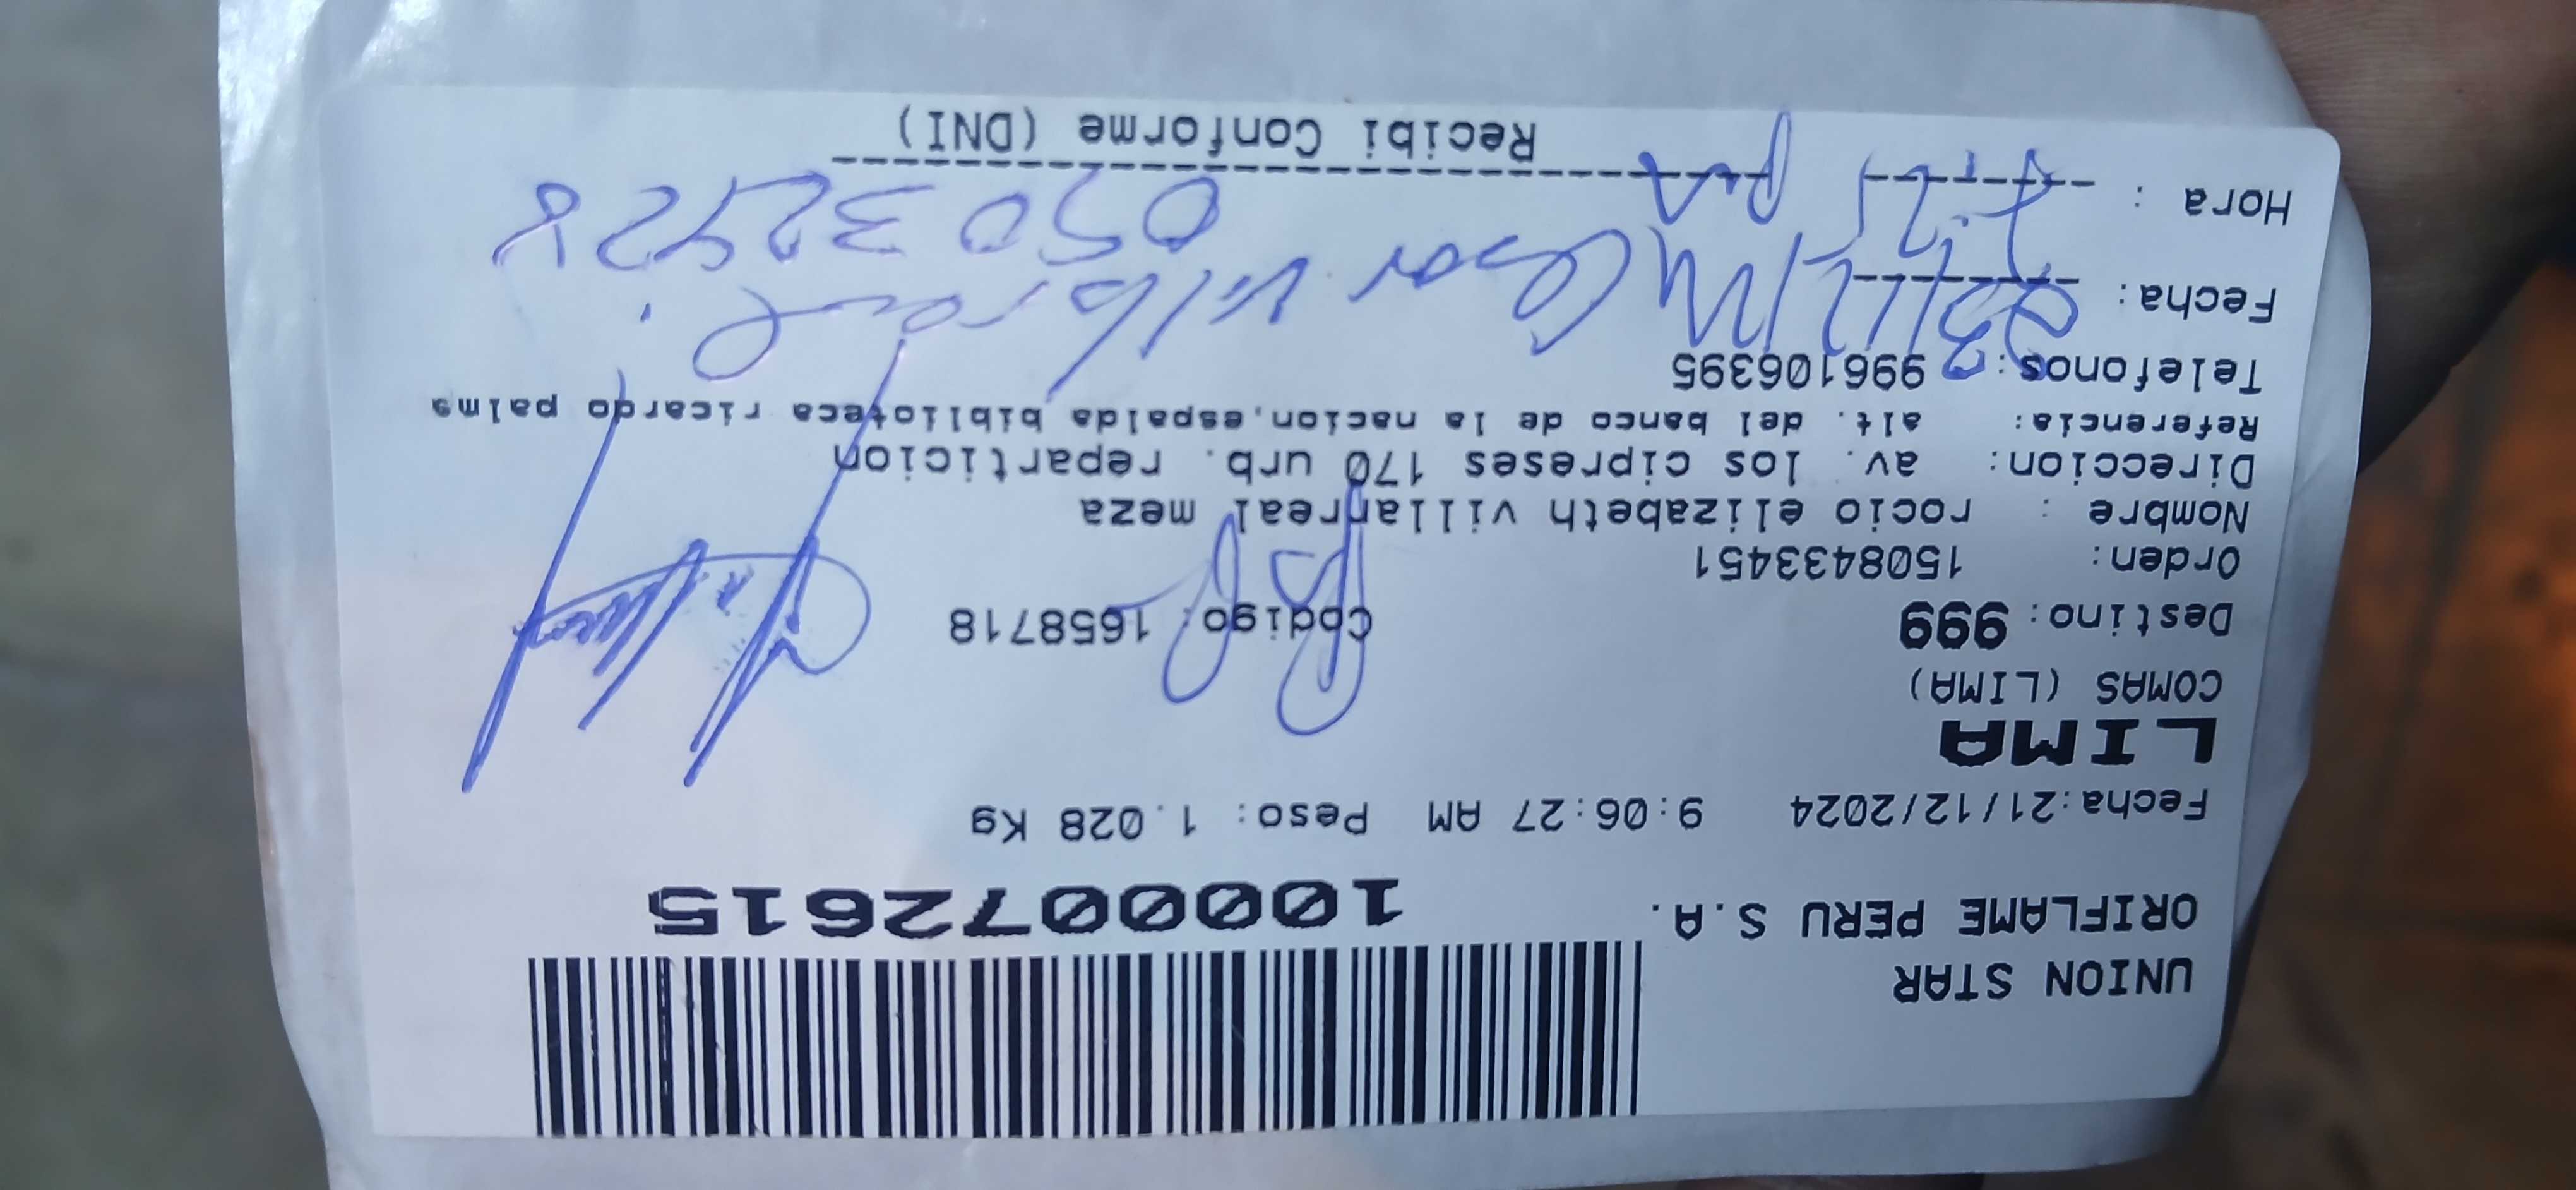 UNION STAR
ORIFLAME PERU S.A.
1000072615
Fecha:21/12/2024 9:06:27 AM Peso: 1.028 Kg
LIMA
COMAS (LIMA)
Destino: 999 Codigo: 1658718
Orden: 1508433451
Nombre : rocio elizabeth villanreal meza
Direccion: av. los cipreses 170 urb. reparticion
Referencia: alt. del banco de la nacion,espalda biblioteca ricardo palma
Telefonos: 996106395
Fecha: Cesar
Hora :
Recibi Conforme (DNI)